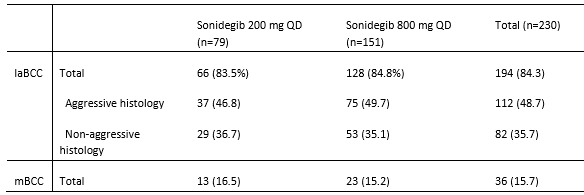 Sonidegib 200 mg QD (n=79) Sonidegib 800 mg QD (n=151) Total (n=230)
laBCC Total 66 (83.5%) 128 (84.8%) 194 (84.3)
Aggressive histology 37 (46.8) 75 (49.7) 112 (48.7)
Non-aggressive histology 29 (36.7) 53 (35.1) 82 (35.7)
mBCC Total 13 (16.5) 23 (15.2) 36 (15.7)